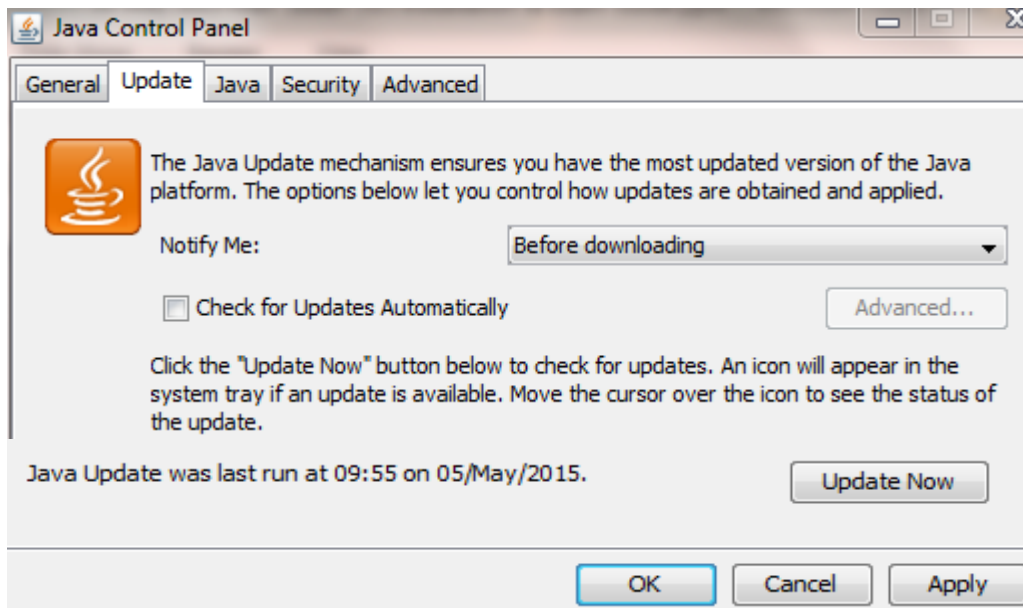 Java Control Panel
General Update Java Security Advanced
The Java Update mechanism ensures you have the most updated version of the Java
platform. The options below let you control how updates are obtained and applied.
Notify Me: Before downloading
Check for Updates Automatically Advanced...
Click the "Update Now" button below to check for updates. An icon will appear in the
system tray if an update is available. Move the cursor over the icon to see the status of
the update.
Java Update was last run at 09:55 on 05/May/2015. Update Now
OK Cancel Apply